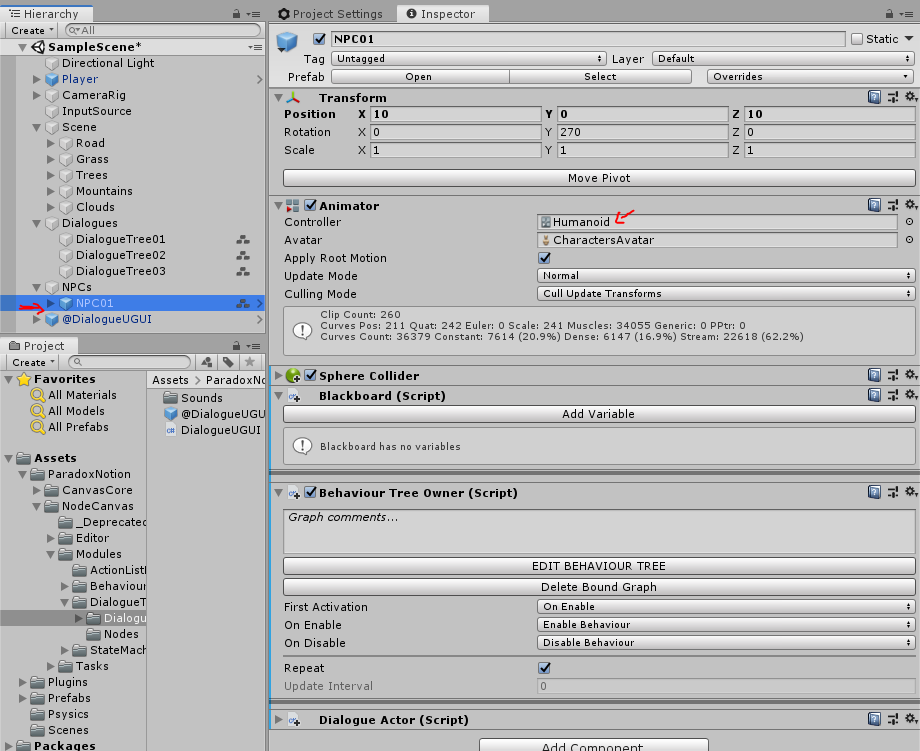 Hierarchy
Create
All
SampleScene*
Directional Light
Player
CameraRig
InputSource
Scene
Road
Grass
Trees
Mountains
Clouds
Dialogues
DialogueTree01
DialogueTree02
DialogueTree03
NPCs
NPC01
@DialogueUGUI
Project
Create
Favorites
All Materials
All Models
All Prefabs
Assets
ParadoxNotion
CanvasCore
NodeCanvas
_Deprecated
Editor
Modules
ActionListI
Behaviour
DialogueT
Dialogu
Nodes
StateMach
Tasks
Plugins
Prefabs
Psysics
Scenes
Packages
Assets > ParadoxNo
Sounds
@DialogueUGU
DialogueUGUI
Project Settings Inspector
NPC01 Static
Tag Untagged Layer Default
Prefab Open Select Overrides
Transform
Position X 10 Y 0 Z 10
Rotation X 0 Y 270 Z 0
Scale X 1 Y 1 Z 1
Move Pivot
Animator
Controller Humanoid
Avatar CharactersAvatar
Apply Root Motion
Update Mode Normal
Culling Mode Cull Update Transforms
Clip Count: 260
Curves Pos: 211 Quat: 242 Euler: 0 Scale: 241 Muscles: 34055 Generic: 0 PPtr: 0
Curves Count: 36379 Constant: 7614 (20.9%) Dense: 6147 (16.9%) Stream: 22618 (62.2%)
Sphere Collider
Blackboard (Script)
Add Variable
Blackboard has no variables
Behaviour Tree Owner (Script)
Graph comments...
EDIT BEHAVIOUR TREE
Delete Bound Graph
First Activation On Enable
On Enable Enable Behaviour
On Disable Disable Behaviour
Repeat
Update Interval 0
Dialogue Actor (Script)
Add Component